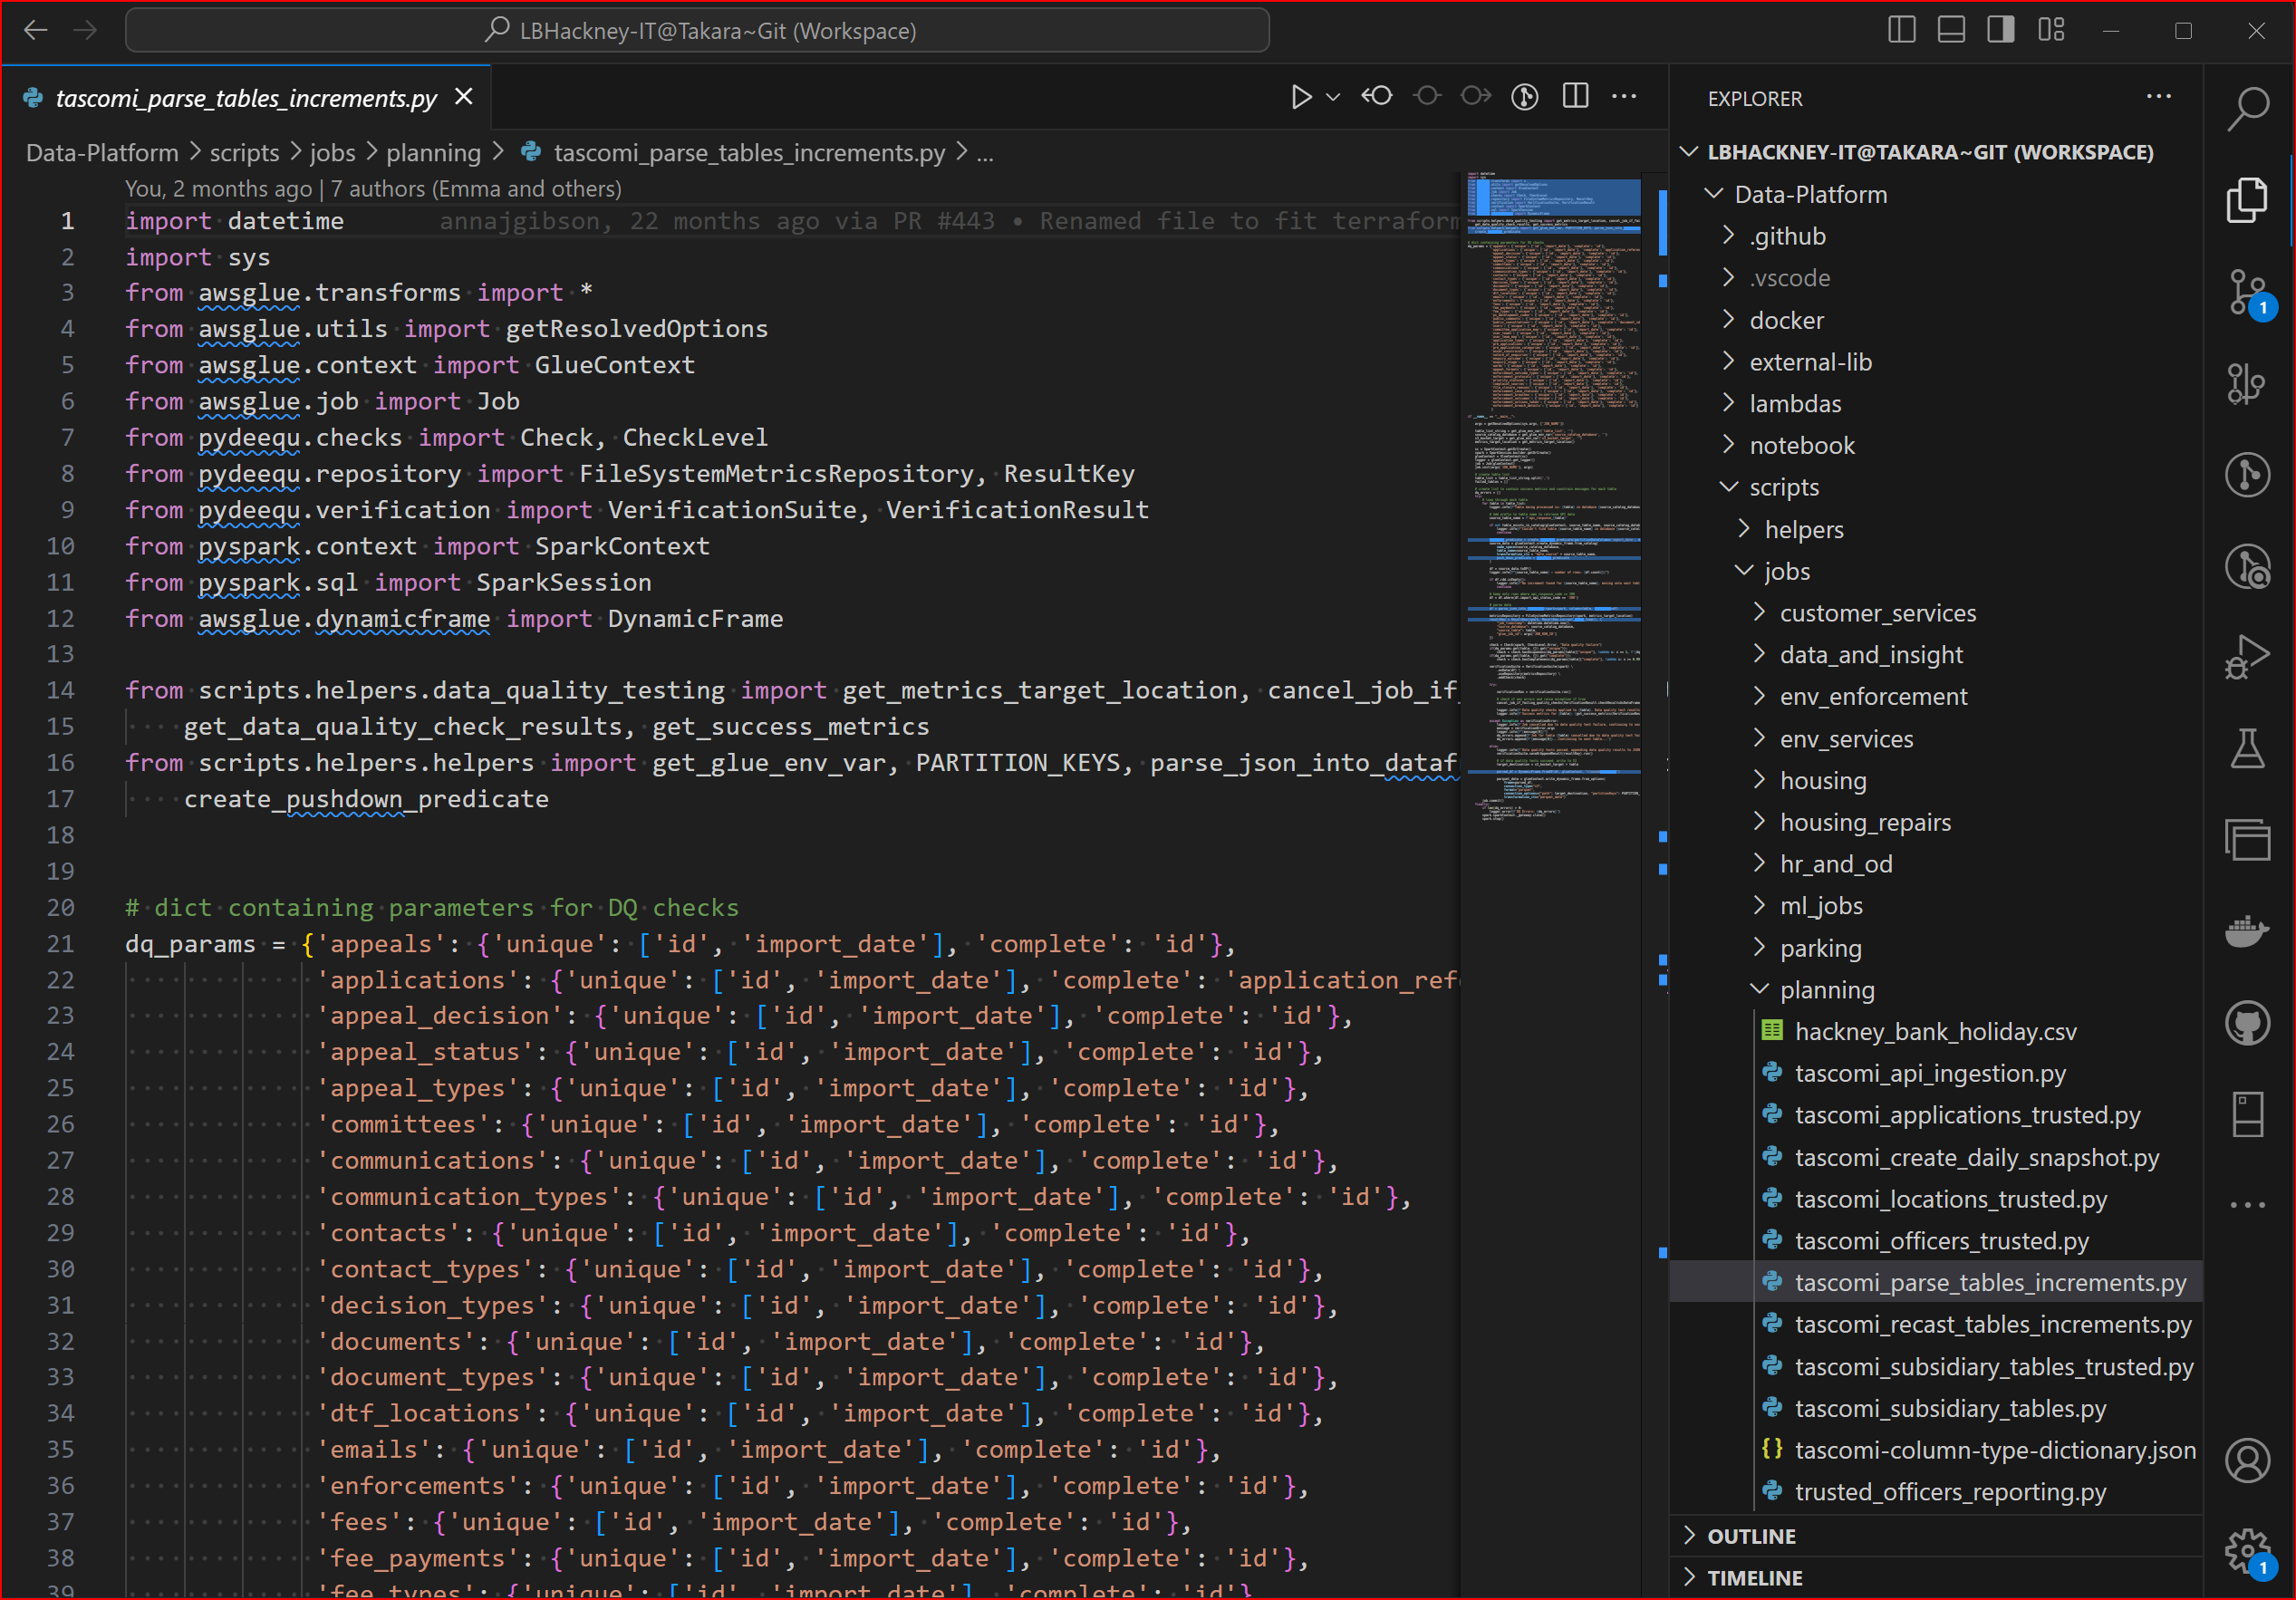 LBHackney-IT@Takara~Git (Workspace)
tascomi_parse_tables_increments.py
Data-Platform > scripts > jobs > planning > tascomi_parse_tables_increments.py > ...
You, 2 months ago | 7 authors (Emma and others)
1 import datetime annajgibson, 22 months ago via PR #443 • Renamed file to fit terraform
2 import sys
3 from awsglue.transforms import *
4 from awsglue.utils import getResolvedOptions
5 from awsglue.context import GlueContext
6 from awsglue.job import Job
7 from pydeequ.checks import Check, CheckLevel
8 from pydeequ.repository import FileSystemMetricsRepository, ResultKey
9 from pydeequ.verification import VerificationSuite, VerificationResult
10 from pyspark.context import SparkContext
11 from pyspark.sql import SparkSession
12 from awsglue.dynamicframe import DynamicFrame
13
14 from scripts.helpers.data_quality_testing import get_metrics_target_location, cancel_job_if_
15 get_data_quality_check_results, get_success_metrics
16 from scripts.helpers.helpers import get_glue_env_var, PARTITION_KEYS, parse_json_into_dataf
17 create_pushdown_predicate
18
19
20 # dict containing parameters for DQ checks
21 dq_params = {'appeals': {'unique': ['id', 'import_date'], 'complete': 'id'},
22 'applications': {'unique': ['id', 'import_date'], 'complete': 'application_refe
23 'appeal_decision': {'unique': ['id', 'import_date'], 'complete': 'id'},
24 'appeal_status': {'unique': ['id', 'import_date'], 'complete': 'id'},
25 'appeal_types': {'unique': ['id', 'import_date'], 'complete': 'id'},
26 'committees': {'unique': ['id', 'import_date'], 'complete': 'id'},
27 'communications': {'unique': ['id', 'import_date'], 'complete': 'id'},
28 'communication_types': {'unique': ['id', 'import_date'], 'complete': 'id'},
29 'contacts': {'unique': ['id', 'import_date'], 'complete': 'id'},
30 'contact_types': {'unique': ['id', 'import_date'], 'complete': 'id'},
31 'decision_types': {'unique': ['id', 'import_date'], 'complete': 'id'},
32 'documents': {'unique': ['id', 'import_date'], 'complete': 'id'},
33 'document_types': {'unique': ['id', 'import_date'], 'complete': 'id'},
34 'dtf_locations': {'unique': ['id', 'import_date'], 'complete': 'id'},
35 'emails': {'unique': ['id', 'import_date'], 'complete': 'id'},
36 'enforcements': {'unique': ['id', 'import_date'], 'complete': 'id'},
37 'fees': {'unique': ['id', 'import_date'], 'complete': 'id'},
38 'fee_payments': {'unique': ['id', 'import_date'], 'complete': 'id'},
39 'fee_types': {'unique': ['id', 'import_date'], 'complete': 'id'}
EXPLORER
LBHACKNEY-IT@TAKARA~GIT (WORKSPACE)
Data-Platform
.github
.vscode
docker
external-lib
lambdas
notebook
scripts
helpers
jobs
customer_services
data_and_insight
env_enforcement
env_services
housing
housing_repairs
hr_and_od
ml_jobs
parking
planning
hackney_bank_holiday.csv
tascomi_api_ingestion.py
tascomi_applications_trusted.py
tascomi_create_daily_snapshot.py
tascomi_locations_trusted.py
tascomi_officers_trusted.py
tascomi_parse_tables_increments.py
tascomi_recast_tables_increments.py
tascomi_subsidiary_tables_trusted.py
tascomi_subsidiary_tables.py
tascomi-column-type-dictionary.json
trusted_officers_reporting.py
OUTLINE
TIMELINE
1
1